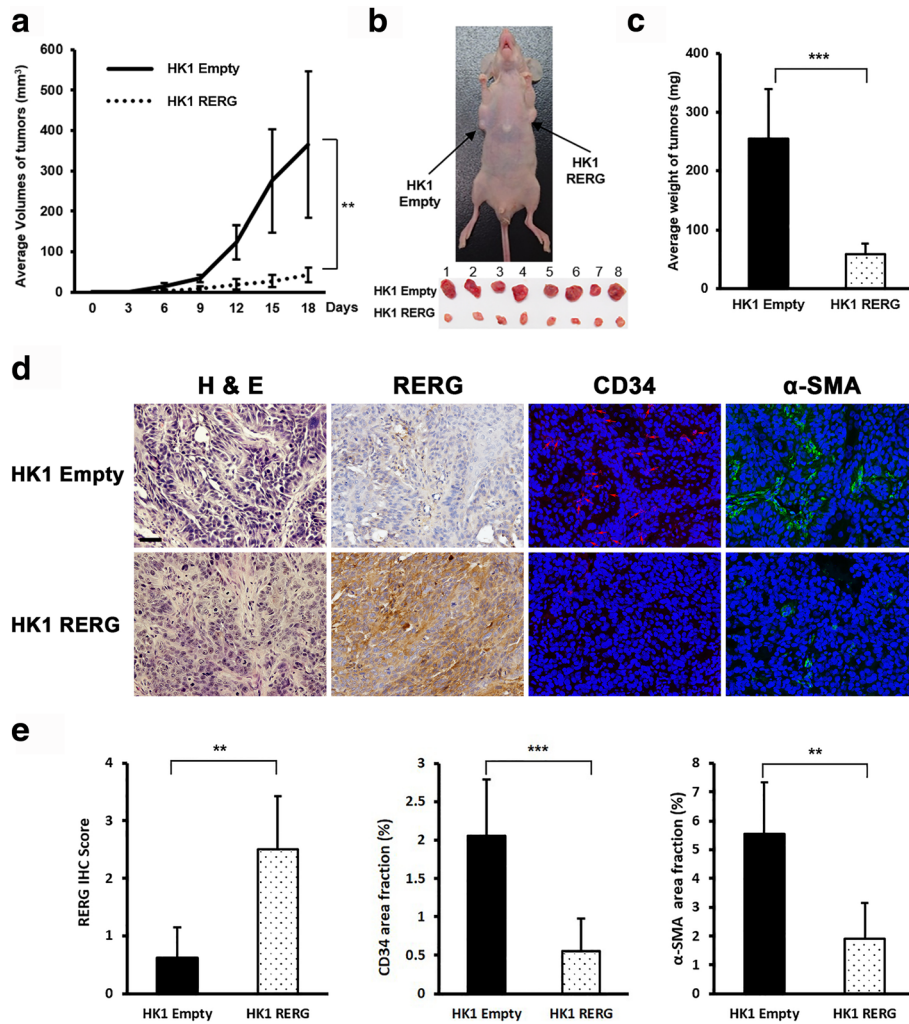 a
Average Volumes of tumors (mm³)
600
500
400
300
200
100
0
HK1 Empty
HK1 RERG
**
0 3 6 9 12 15 18 Days
b
HK1
Empty
HK1
RERG
1 2 3 4 5 6 7 8
HK1 Empty
HK1 RERG
c
Average weight of tumors (mg)
400
300
200
100
0
***
HK1 Empty HK1 RERG
d
H & E RERG CD34 α-SMA
HK1 Empty
HK1 RERG
e
RERG IHC Score
4
3
2
1
0
**
HK1 Empty HK1 RERG
CD34 area fraction (%)
3
2.5
2
1.5
1
0.5
0
***
HK1 Empty HK1 RERG
α-SMA area fraction (%)
8
7
6
5
4
3
2
1
0
**
HK1 Empty HK1 RERG